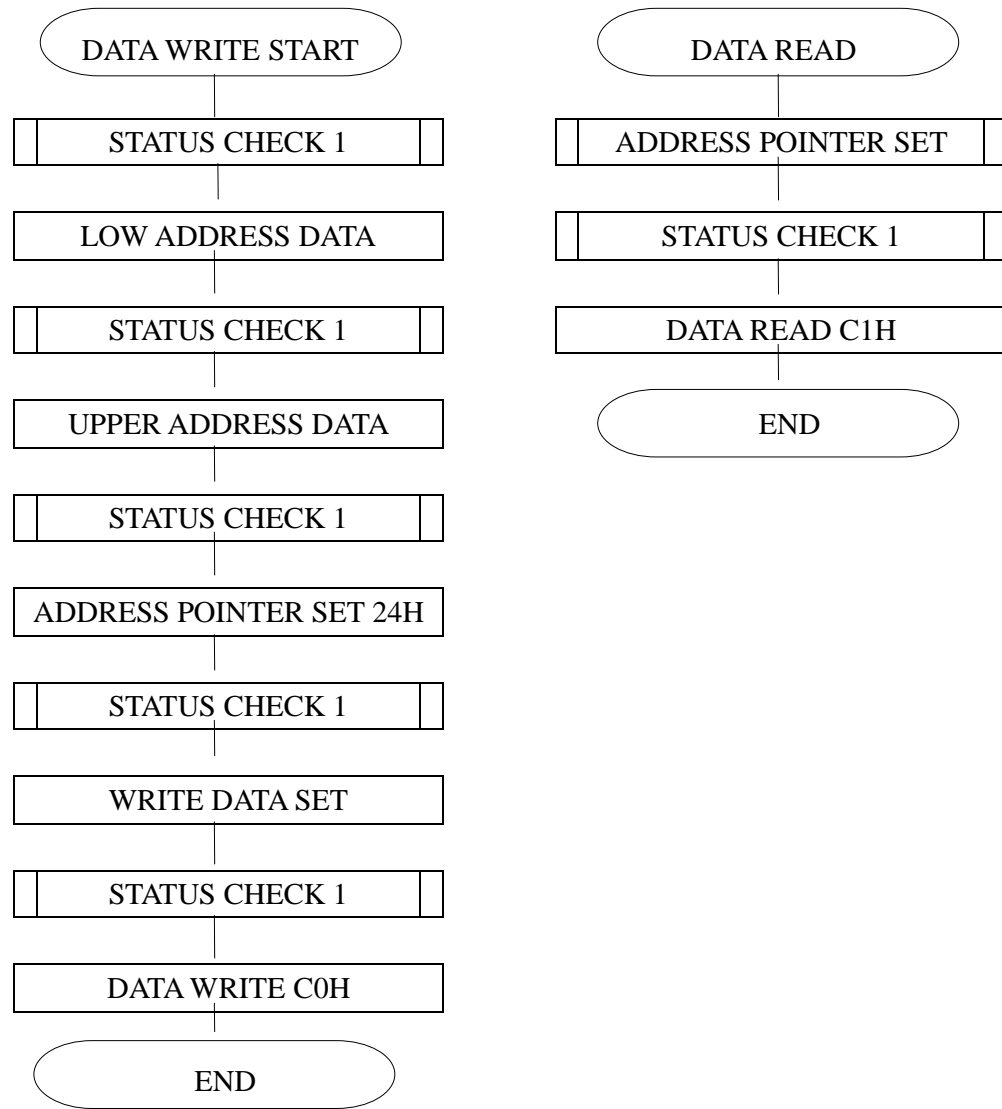 DATA WRITE START
STATUS CHECK 1
LOW ADDRESS DATA
STATUS CHECK 1
UPPER ADDRESS DATA
STATUS CHECK 1
ADDRESS POINTER SET 24H
STATUS CHECK 1
WRITE DATA SET
STATUS CHECK 1
DATA WRITE C0H
END
DATA READ
ADDRESS POINTER SET
STATUS CHECK 1
DATA READ C1H
END